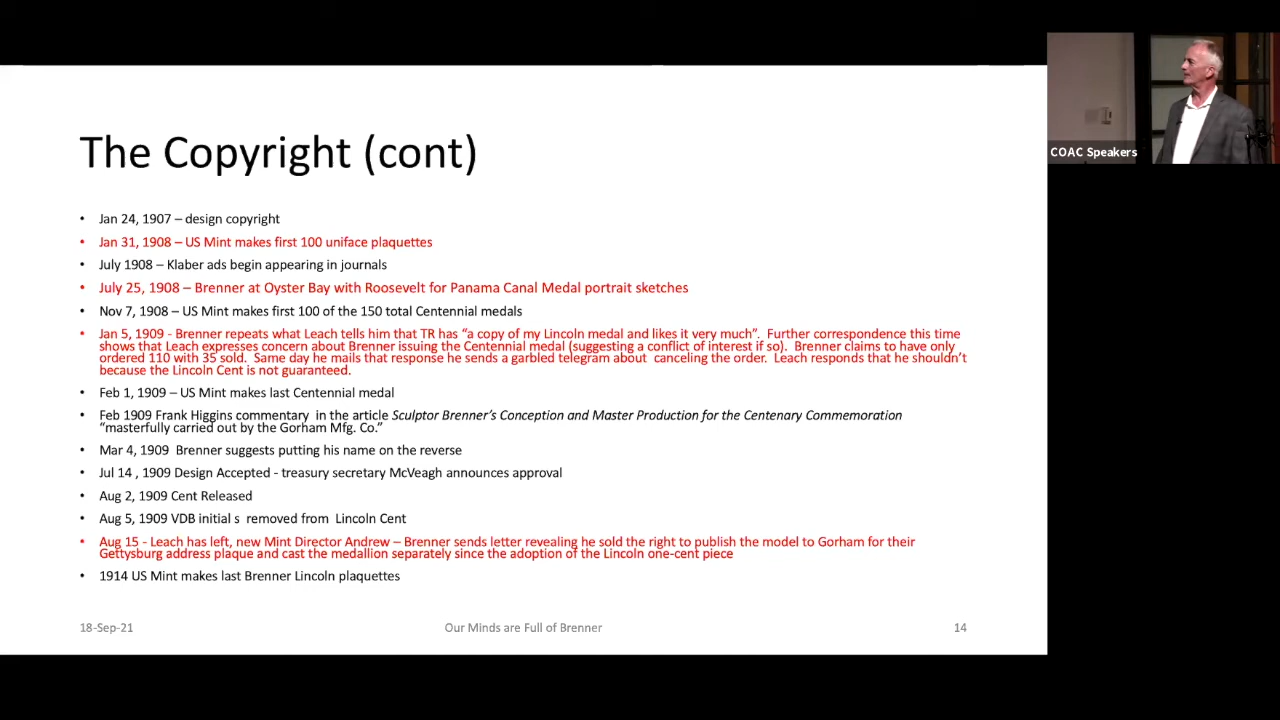 The Copyright (cont)
• Jan 24, 1907 – design copyright
• Jan 31, 1908 – US Mint makes first 100 uniface plaquettes
• July 1908 – Klaber ads begin appearing in journals
• July 25, 1908 – Brenner at Oyster Bay with Roosevelt for Panama Canal Medal portrait sketches
• Nov 7, 1908 – US Mint makes first 100 of the 150 total Centennial medals
• Jan 5, 1909 - Brenner repeats what Leach tells him that TR has “a copy of my Lincoln medal and likes it very much”.  Further correspondence this time
shows that Leach expresses concern about Brenner issuing the Centennial medal (suggesting a conflict of interest if so).  Brenner claims to have only
ordered 110 with 35 sold.  Same day he mails that response he sends a garbled telegram about  canceling the order.  Leach responds that he shouldn’t
because the Lincoln Cent is not guaranteed.
• Feb 1, 1909 – US Mint makes last Centennial medal
• Feb 1909 Frank Higgins commentary  in the article Sculptor Brenner’s Conception and Master Production for the Centenary Commemoration
“masterfully carried out by the Gorham Mfg. Co.”
• Mar 4, 1909  Brenner suggests putting his name on the reverse
• Jul 14 , 1909 Design Accepted - treasury secretary McVeagh announces approval
• Aug 2, 1909 Cent Released
• Aug 5, 1909 VDB initial s  removed from  Lincoln Cent
• Aug 15 - Leach has left, new Mint Director Andrew – Brenner sends letter revealing he sold the right to publish the model to Gorham for their
Gettysburg address plaque and cast the medallion separately since the adoption of the Lincoln one-cent piece
• 1914 US Mint makes last Brenner Lincoln plaquettes
18-Sep-21
Our Minds are Full of Brenner
14
COAC Speakers